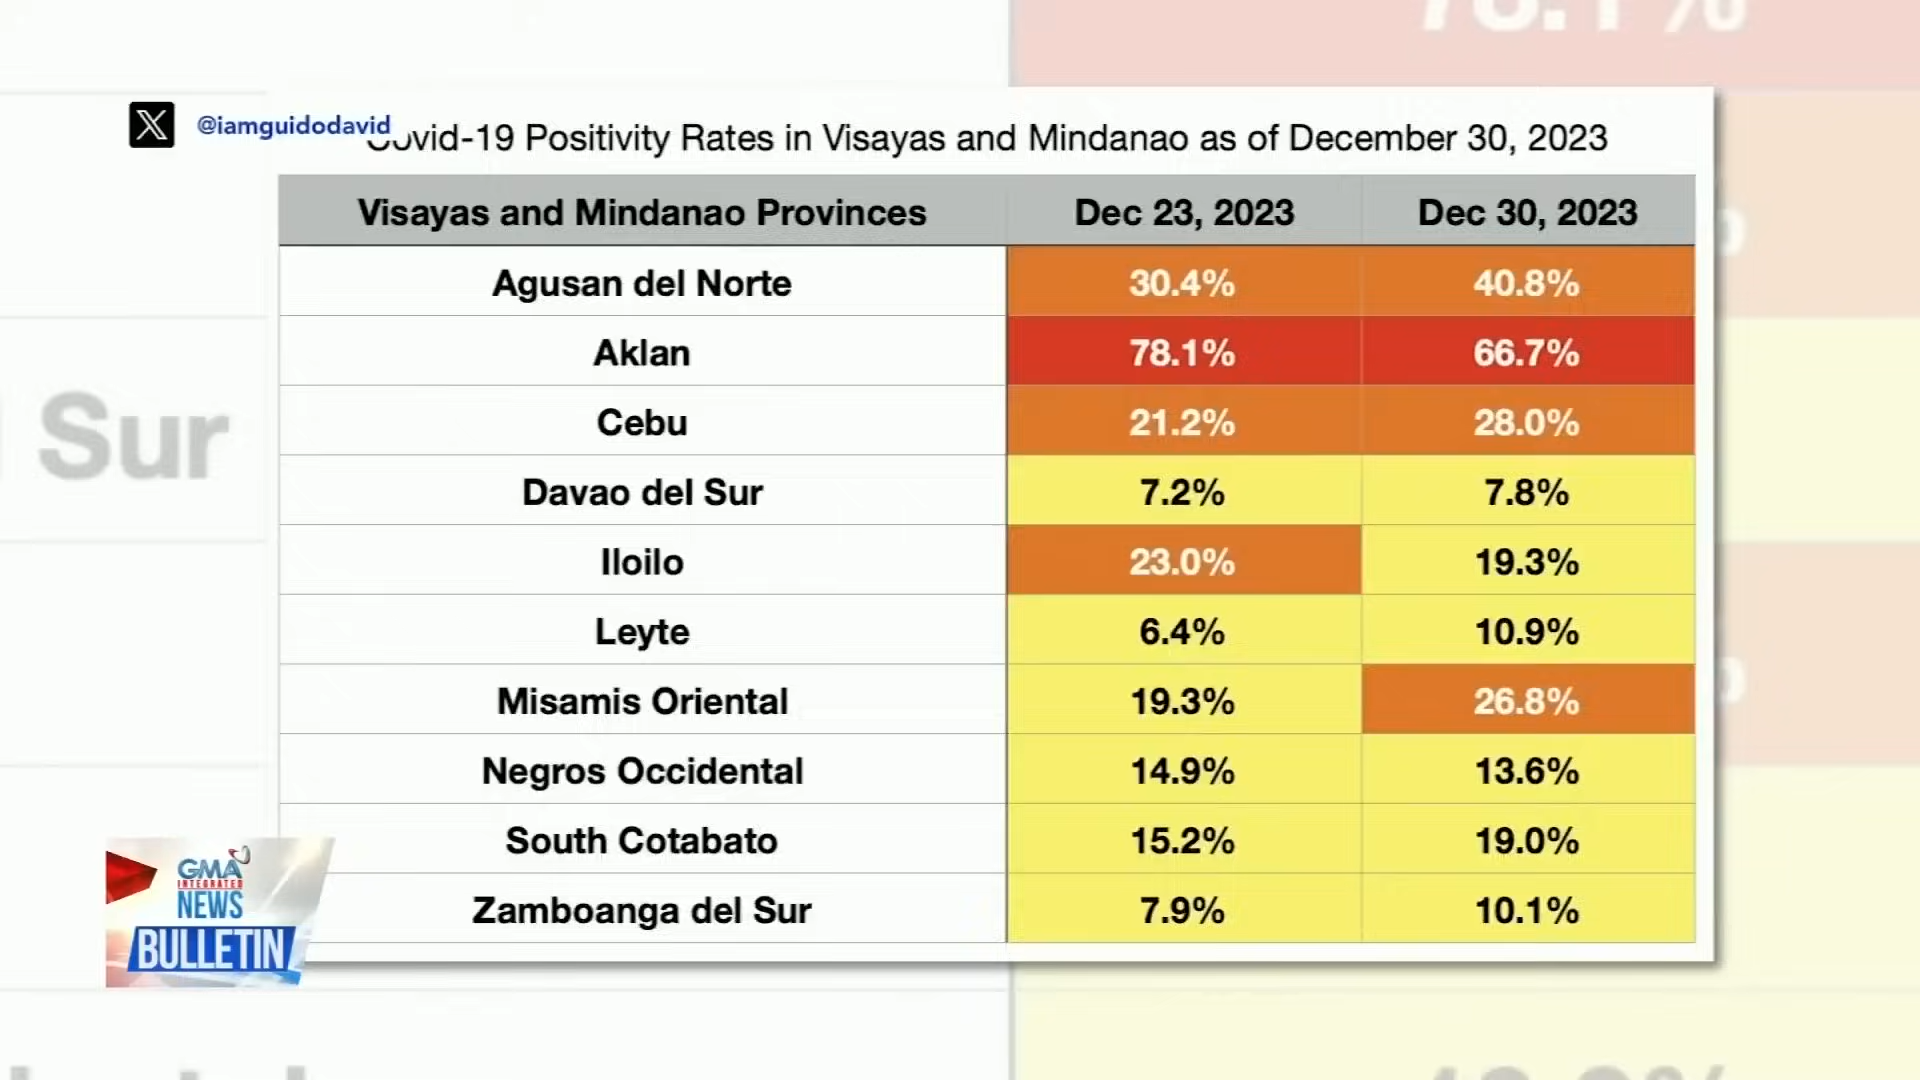 78.1%
@iamguidodavid
Covid-19 Positivity Rates in Visayas and Mindanao as of December 30, 2023
Visayas and Mindanao Provinces Dec 23, 2023 Dec 30, 2023
Agusan del Norte 30.4% 40.8%
Aklan 78.1% 66.7%
Cebu 21.2% 28.0%
Sur
Davao del Sur 7.2% 7.8%
Iloilo 23.0% 19.3%
Leyte 6.4% 10.9%
Misamis Oriental 19.3% 26.8%
Negros Occidental 14.9% 13.6%
South Cotabato 15.2% 19.0%
Zamboanga del Sur 7.9% 10.1%
GMA
INTEGRATED
NEWS
BULLETIN